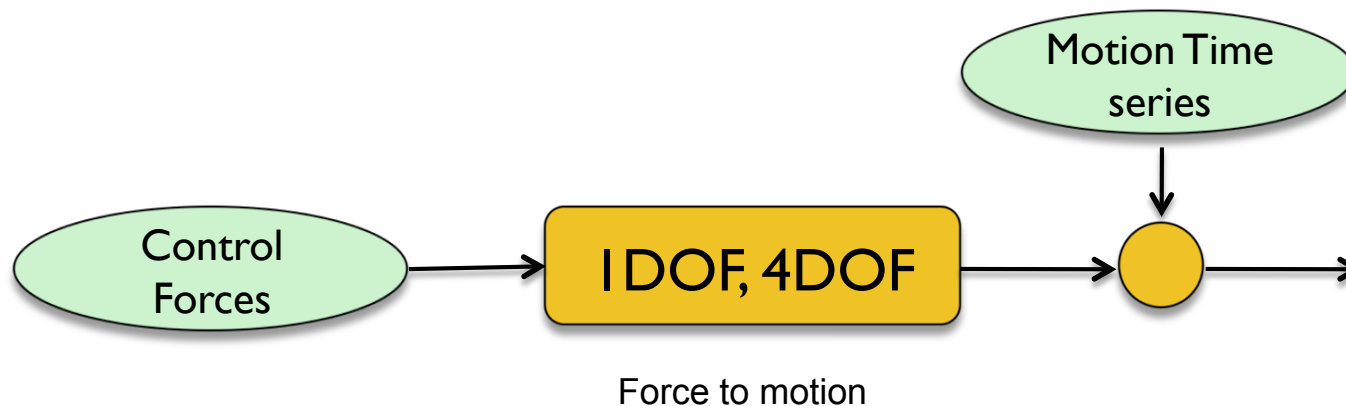 Motion Time
series
Control
Forces
1DOF, 4DOF
Force to motion